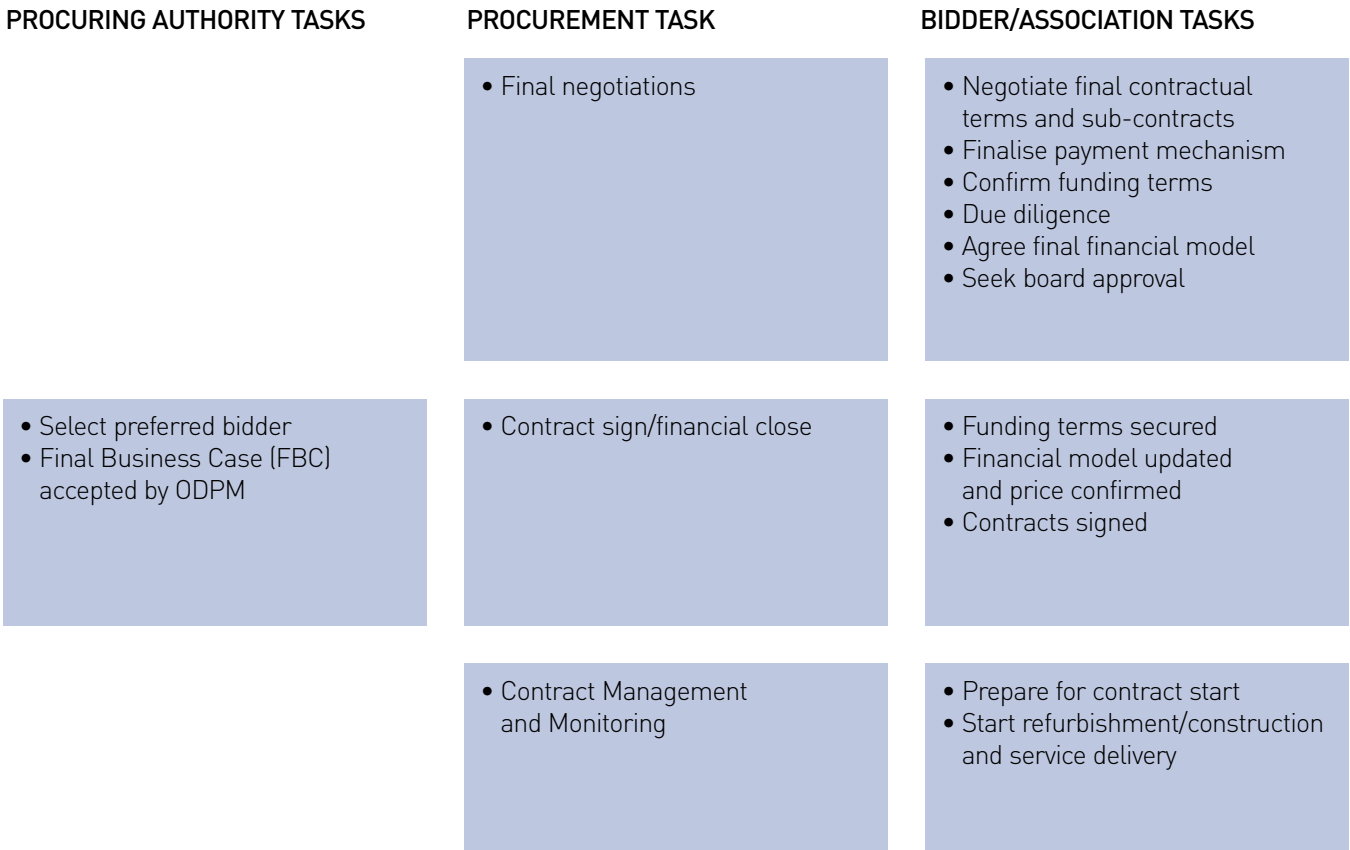 PROCURING AUTHORITY TASKS
PROCUREMENT TASK
BIDDER/ASSOCIATION TASKS
• Final negotiations
• Negotiate final contractual
terms and sub-contracts
• Finalise payment mechanism
• Confirm funding terms
• Due diligence
• Agree final financial model
• Seek board approval
• Select preferred bidder
• Final Business Case (FBC)
accepted by ODPM
• Contract sign/financial close
• Funding terms secured
• Financial model updated
and price confirmed
• Contracts signed
• Contract Management
and Monitoring
• Prepare for contract start
• Start refurbishment/construction
and service delivery